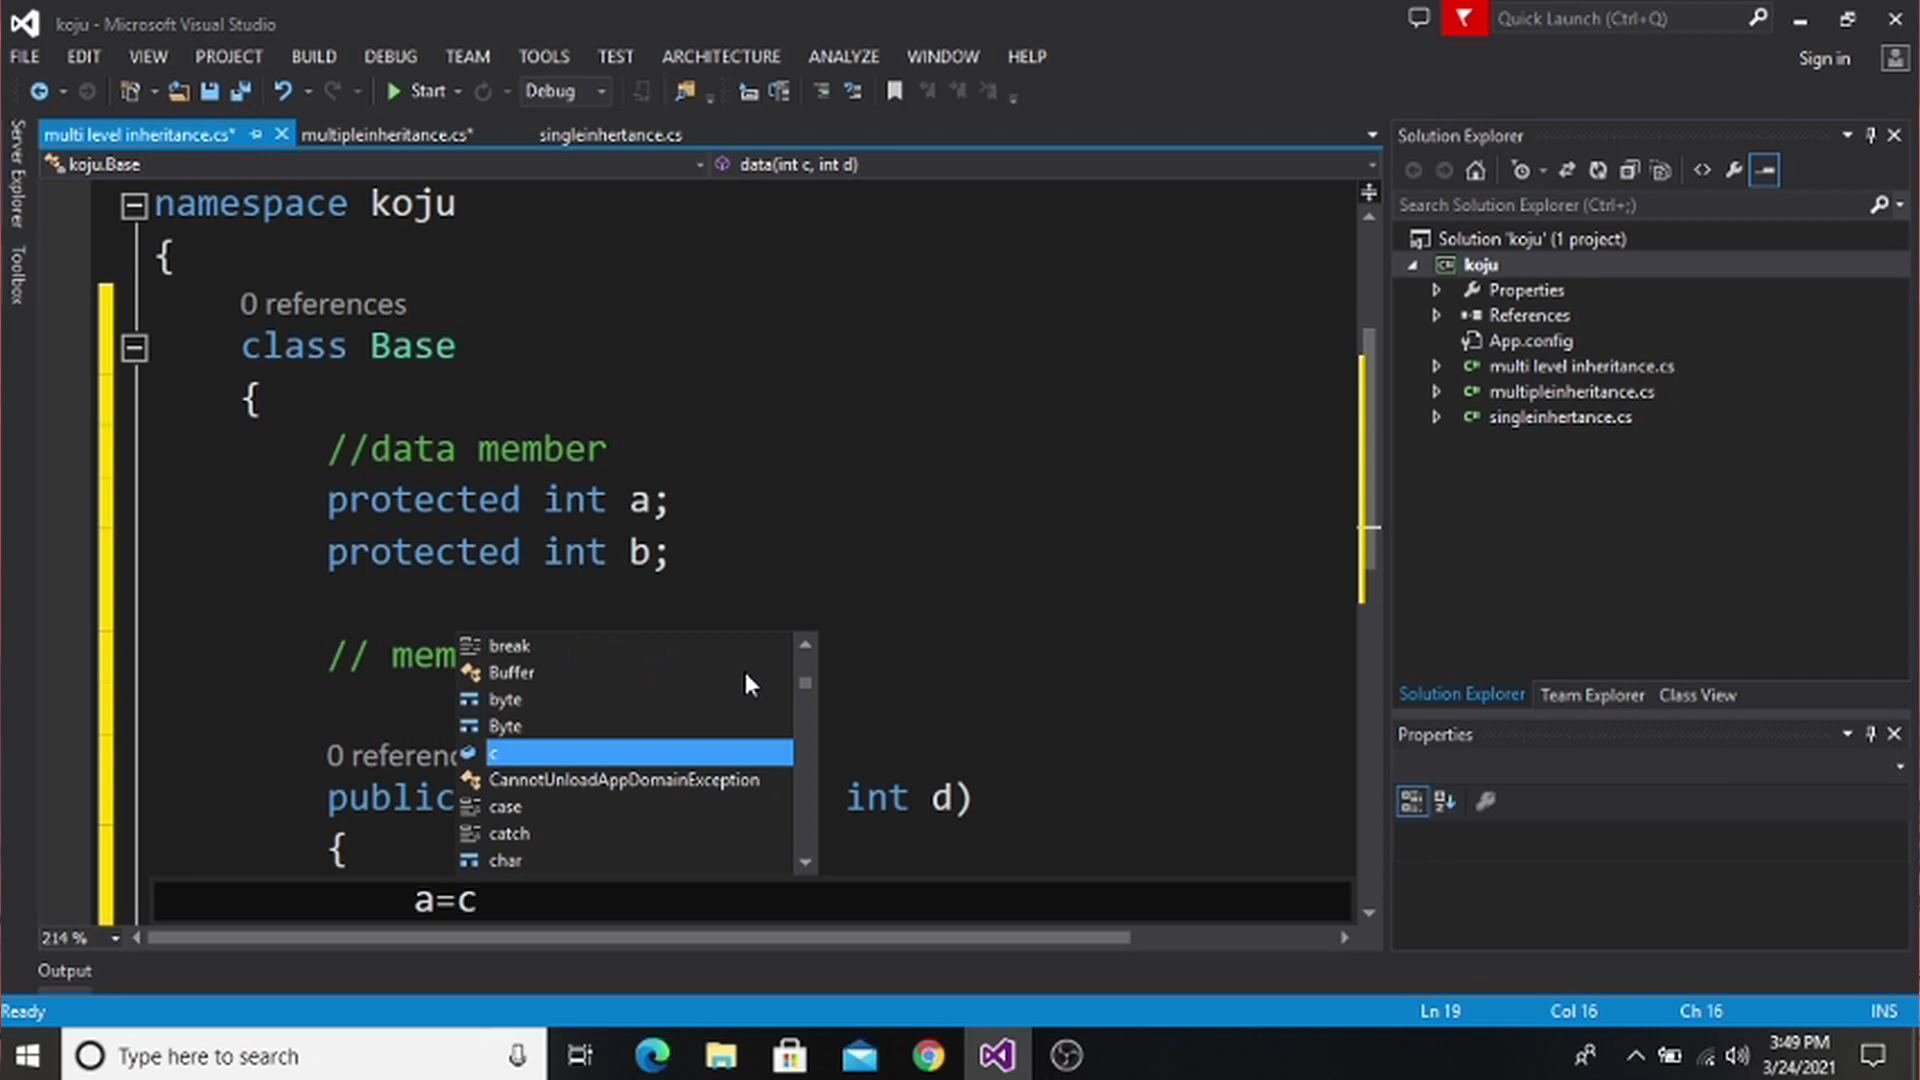 koju - Microsoft Visual Studio
Quick Launch (Ctrl+Q)
FILE EDIT VIEW PROJECT BUILD DEBUG TEAM TOOLS TEST ARCHITECTURE ANALYZE WINDOW HELP
Sign in
Start
Debug
Server Explorer
Toolbox
multi level inheritance.cs*
multipleinheritance.cs*
singleinhertance.cs
koju.Base
data(int c, int d)
namespace koju
{
0 references
class Base
{
//data member
protected int a;
protected int b;
// mem
0 referenc
public
int d)
{
a=c
break
Buffer
byte
Byte
c
CannotUnloadAppDomainException
case
catch
char
214 %
Output
Solution Explorer
Search Solution Explorer (Ctrl+;)
Solution 'koju' (1 project)
koju
Properties
References
App.config
multi level inheritance.cs
multipleinheritance.cs
singleinhertance.cs
Solution Explorer Team Explorer Class View
Properties
Ready
Ln 19
Col 16
Ch 16
INS
Type here to search
3:49 PM
3/24/2021